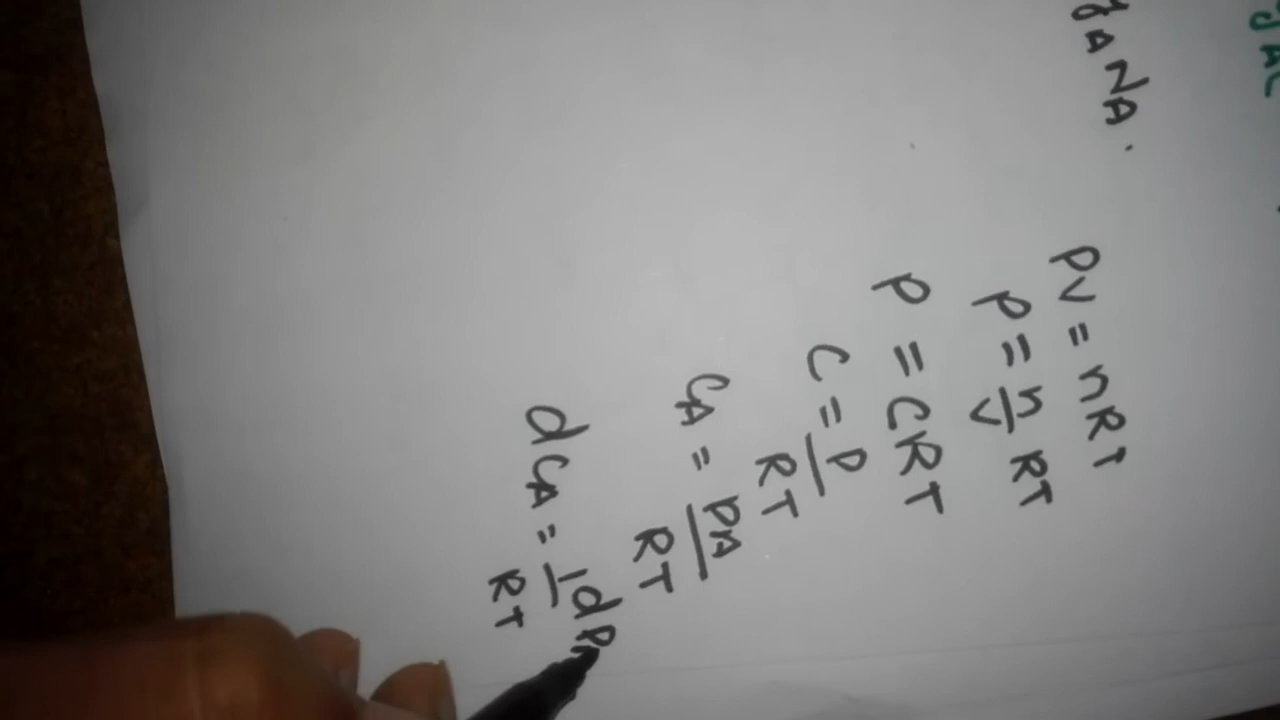 PV = nRT
P = n/V RT
P = CRT
C = P/RT
CA = PA/RT
dCA = 1/RT dPA